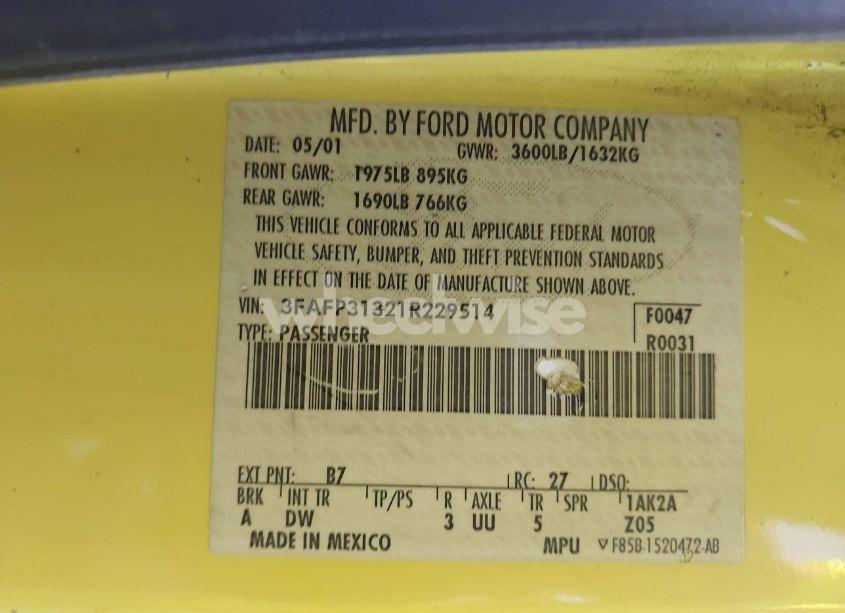 MFD. BY FORD MOTOR COMPANY
DATE: 05/01 GVWR: 3600LB/1632KG
FRONT GAWR: 1975LB 895KG
REAR GAWR: 1690LB 766KG
THIS VEHICLE CONFORMS TO ALL APPLICABLE FEDERAL MOTOR
VEHICLE SAFETY, BUMPER, AND THEFT PREVENTION STANDARDS
IN EFFECT ON THE DATE OF MANUFACTURE SHOWN ABOVE.
VIN: 3FAFP31321R229514 F0047
TYPE: PASSENGER R0031
wheelwise
EXT PNT: B7 RC: 27 DSO:
BRK INT TR TP/PS R AXLE TR SPR 1AK2A
A DW 3 UU 5 Z05
MADE IN MEXICO MPU F85B-1520472-AB